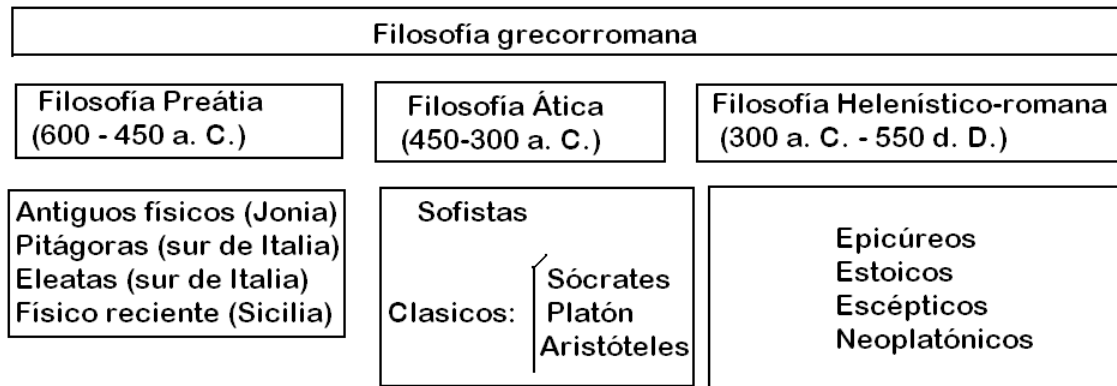 Filosofía grecorromana
Filosofía Preátia
(600 - 450 a. C.)
Filosofía Ática
(450-300 a. C.)
Filosofía Helenístico-romana
(300 a. C. - 550 d. D.)
Antiguos físicos (Jonia)
Pitágoras (sur de Italia)
Eleatas (sur de Italia)
Físico reciente (Sicilia)
Sofistas
Clasicos:
Sócrates
Platón
Aristóteles
Epicúreos
Estoicos
Escépticos
Neoplatónicos